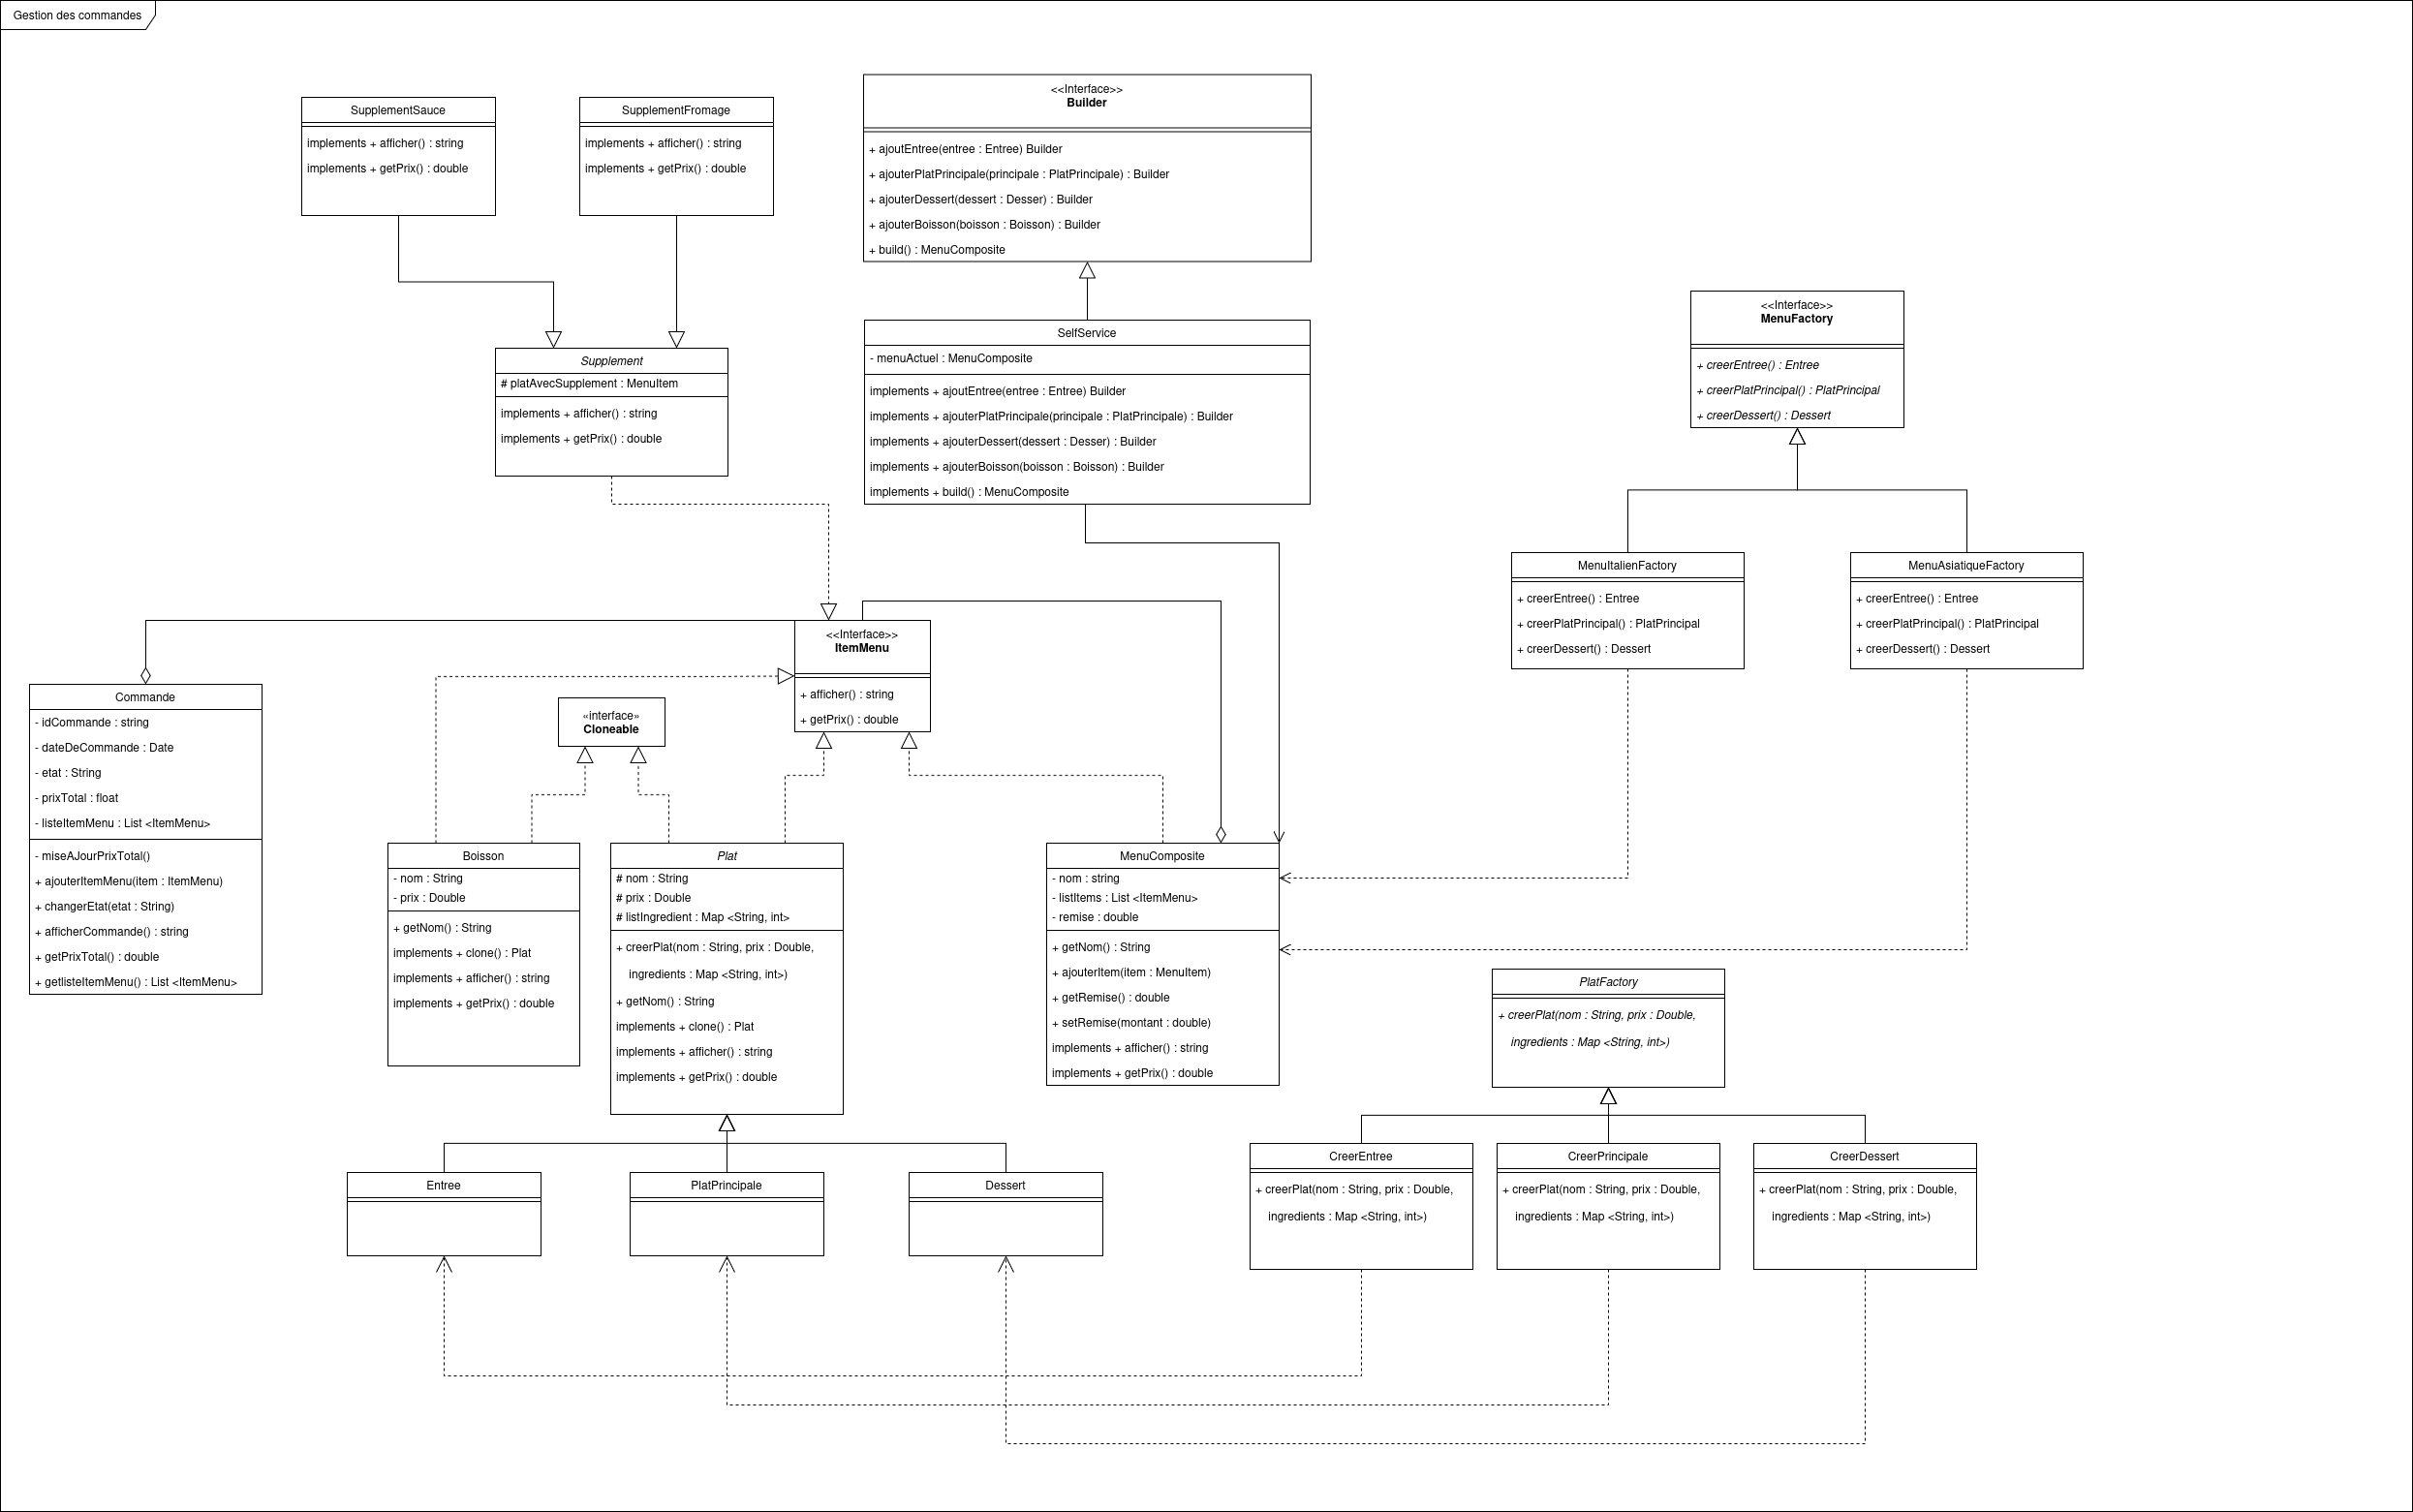 Gestion des commandes
SupplementSauce
implements + afficher() : string
implements + getPrix() : double
SupplementFromage
implements + afficher() : string
implements + getPrix() : double
<<Interface>>
Builder
+ ajoutEntree(entree : Entree) Builder
+ ajouterPlatPrincipale(principale : PlatPrincipale) : Builder
+ ajouterDessert(dessert : Desser) : Builder
+ ajouterBoisson(boisson : Boisson) : Builder
+ build() : MenuComposite
<<Interface>>
MenuFactory
+ creerEntree() : Entree
+ creerPlatPrincipal() : PlatPrincipal
+ creerDessert() : Dessert
Supplement
# platAvecSupplement : MenuItem
implements + afficher() : string
implements + getPrix() : double
SelfService
- menuActuel : MenuComposite
implements + ajoutEntree(entree : Entree) Builder
implements + ajouterPlatPrincipale(principale : PlatPrincipale) : Builder
implements + ajouterDessert(dessert : Desser) : Builder
implements + ajouterBoisson(boisson : Boisson) : Builder
implements + build() : MenuComposite
MenuItalienFactory
+ creerEntree() : Entree
+ creerPlatPrincipal() : PlatPrincipal
+ creerDessert() : Dessert
MenuAsiatiqueFactory
+ creerEntree() : Entree
+ creerPlatPrincipal() : PlatPrincipal
+ creerDessert() : Dessert
<<Interface>>
ItemMenu
+ afficher() : string
+ getPrix() : double
Commande
- idCommande : string
- dateDeCommande : Date
- etat : String
- prixTotal : float
- listeItemMenu : List <ItemMenu>
- miseAJourPrixTotal()
+ ajouterItemMenu(item : ItemMenu)
+ changerEtat(etat : String)
+ afficherCommande() : string
+ getPrixTotal() : double
+ getlisteItemMenu() : List <ItemMenu>
«interface»
Cloneable
Boisson
- nom : String
- prix : Double
+ getNom() : String
implements + clone() : Plat
implements + afficher() : string
implements + getPrix() : double
Plat
# nom : String
# prix : Double
# listIngredient : Map <String, int>
+ creerPlat(nom : String, prix : Double,
ingredients : Map <String, int>)
+ getNom() : String
implements + clone() : Plat
implements + afficher() : string
implements + getPrix() : double
MenuComposite
- nom : string
- listItems : List <ItemMenu>
- remise : double
+ getNom() : String
+ ajouterItem(item : MenuItem)
+ getRemise() : double
+ setRemise(montant : double)
implements + afficher() : string
implements + getPrix() : double
PlatFactory
+ creerPlat(nom : String, prix : Double,
ingredients : Map <String, int>)
Entree
PlatPrincipale
Dessert
CreerEntree
+ creerPlat(nom : String, prix : Double,
ingredients : Map <String, int>)
CreerPrincipale
+ creerPlat(nom : String, prix : Double,
ingredients : Map <String, int>)
CreerDessert
+ creerPlat(nom : String, prix : Double,
ingredients : Map <String, int>)